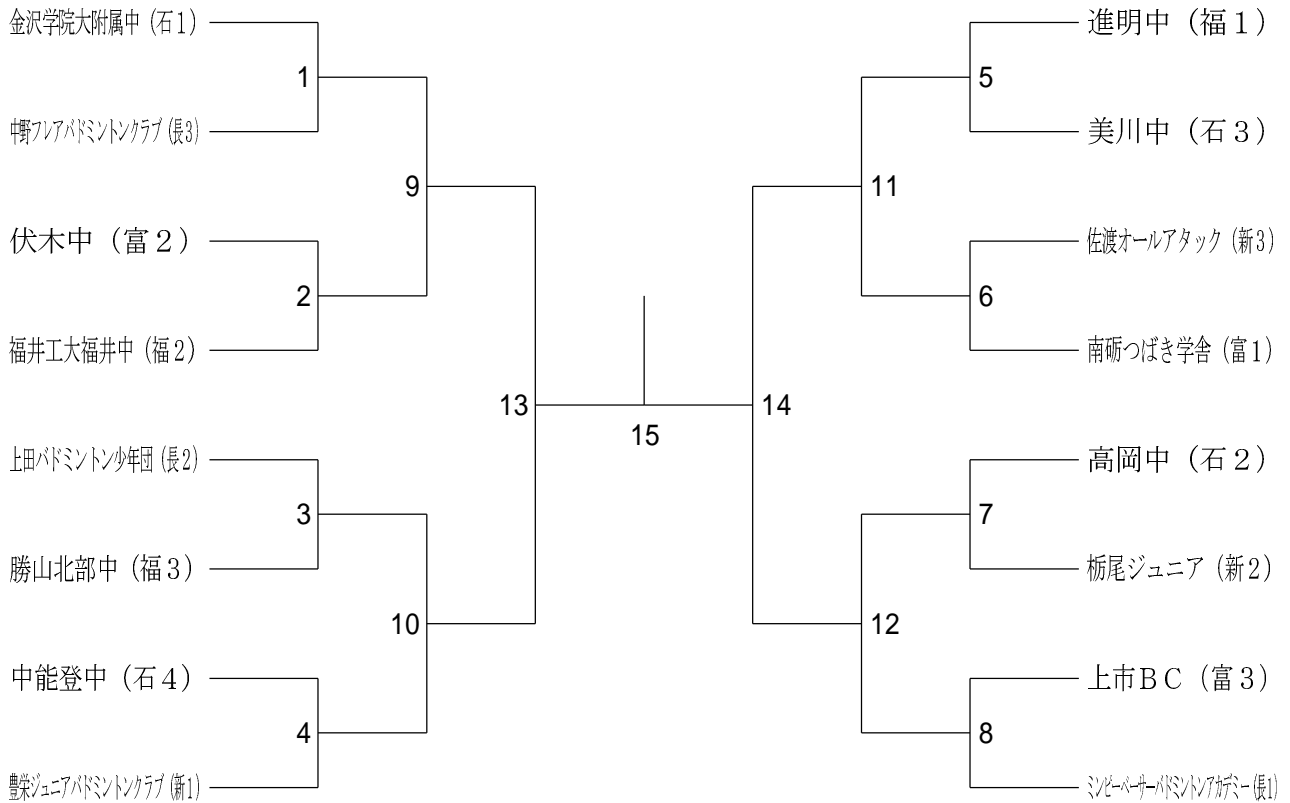 金沢学院大附属中（石１）
1
中野フレアバドミントンクラブ（長３）
9
伏木中（富２）
2
福井工大福井中（福２）
13
上田バドミントン少年団（長２）
3
勝山北部中（福３）
10
中能登中（石４）
4
豊栄ジュニアバドミントンクラブ（新１）
15
進明中（福１）
5
美川中（石３）
11
佐渡オールアタック（新３）
6
南砺つばき学舎（富１）
14
高岡中（石２）
7
栃尾ジュニア（新２）
12
上市ＢＣ（富３）
8
ミンピーベーサーバドミントンアカデミー（長１）